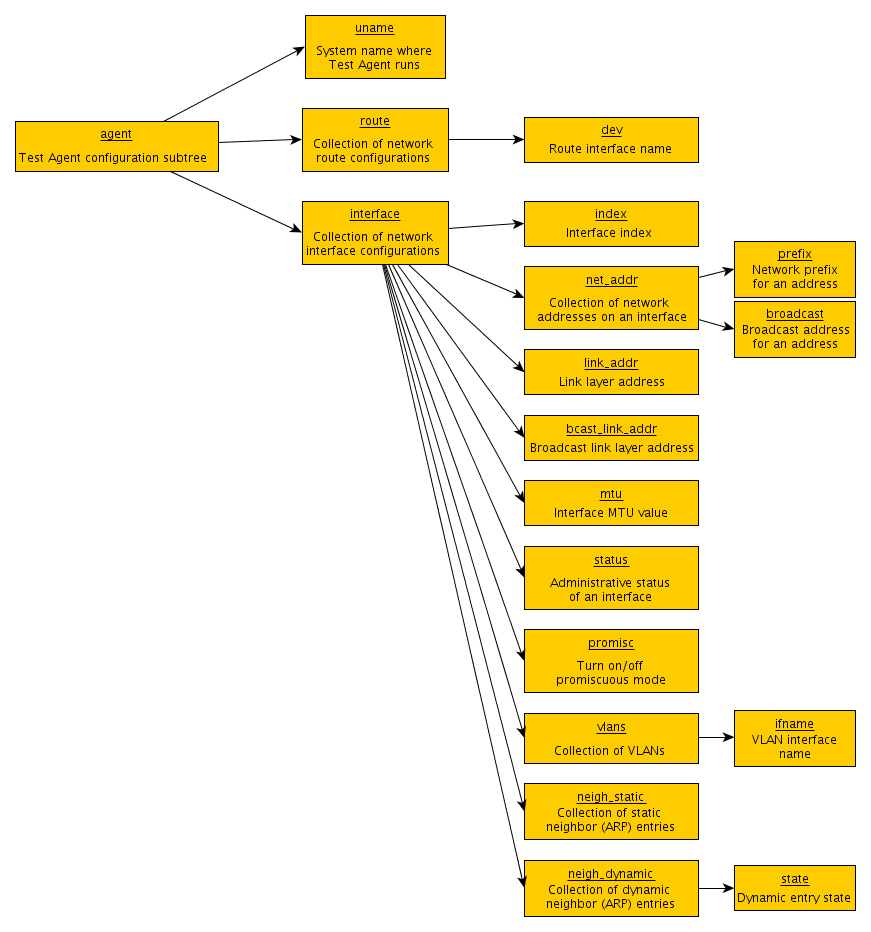 uname
System name where
Test Agent runs
agent
Test Agent configuration subtree
route
Collection of network
route configurations
dev
Route interface name
interface
Collection of network
interface configurations
index
Interface index
net_addr
Collection of network
addresses on an interface
prefix
Network prefix
for an address
broadcast
Broadcast address
for an address
link_addr
Link layer address
bcast_link_addr
Broadcast link layer address
mtu
Interface MTU value
status
Administrative status
of an interface
promisc
Turn on/off
promiscuous mode
vlans
Collection of VLANs
ifname
VLAN interface
name
neigh_static
Collection of static
neighbor (ARP) entries
neigh_dynamic
Collection of dynamic
neighbor (ARP) entries
state
Dynamic entry state